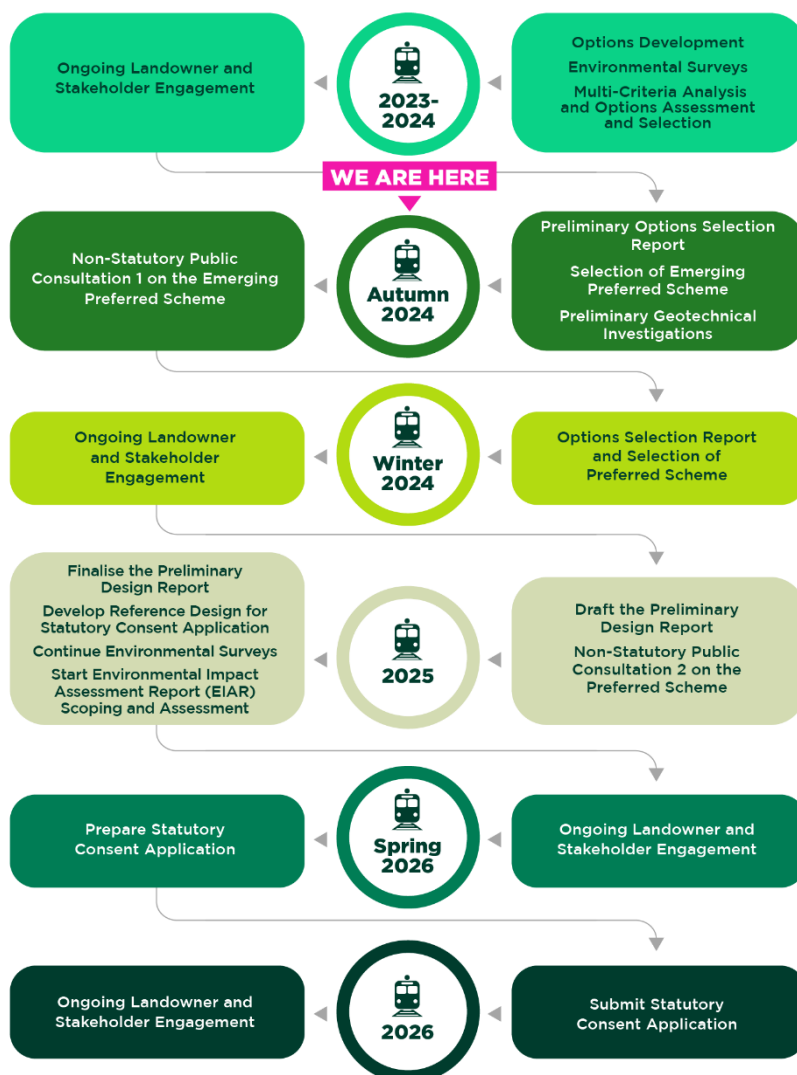 Ongoing Landowner and
Stakeholder Engagement
2023-
2024
Options Development
Environmental Surveys
Multi-Criteria Analysis
and Options Assessment
and Selection
WE ARE HERE
Non-Statutory Public
Consultation 1 on the Emerging
Preferred Scheme
Autumn
2024
Preliminary Options Selection
Report
Selection of Emerging
Preferred Scheme
Preliminary Geotechnical
Investigations
Ongoing Landowner
and Stakeholder
Engagement
Winter
2024
Options Selection Report
and Selection of
Preferred Scheme
Finalise the Preliminary
Design Report
Develop Reference Design for
Statutory Consent Application
Continue Environmental Surveys
Start Environmental Impact
Assessment Report (EIAR)
Scoping and Assessment
2025
Draft the Preliminary
Design Report
Non-Statutory Public
Consultation 2 on the
Preferred Scheme
Prepare Statutory
Consent Application
Spring
2026
Ongoing Landowner and
Stakeholder Engagement
Ongoing Landowner and
Stakeholder Engagement
2026
Submit Statutory
Consent Application